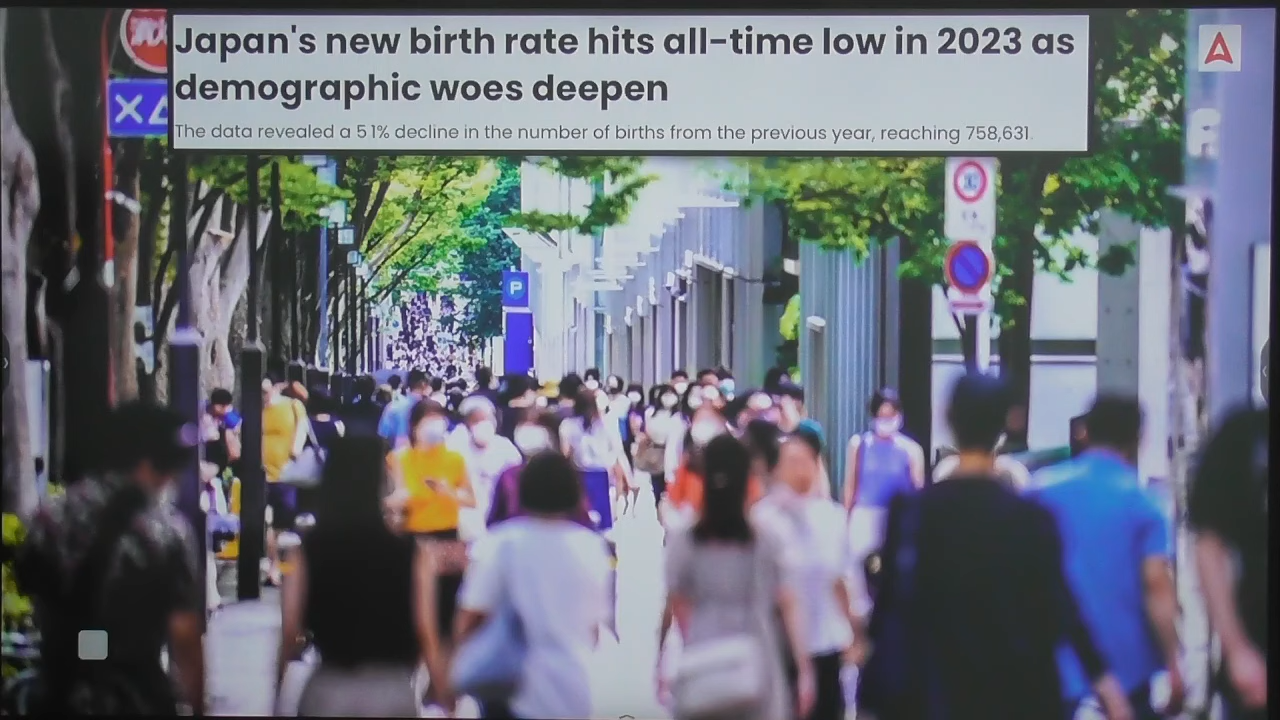 Japan's new birth rate hits all-time low in 2023 as
demographic woes deepen
The data revealed a 5 1% decline in the number of births from the previous year, reaching 758,631.
P